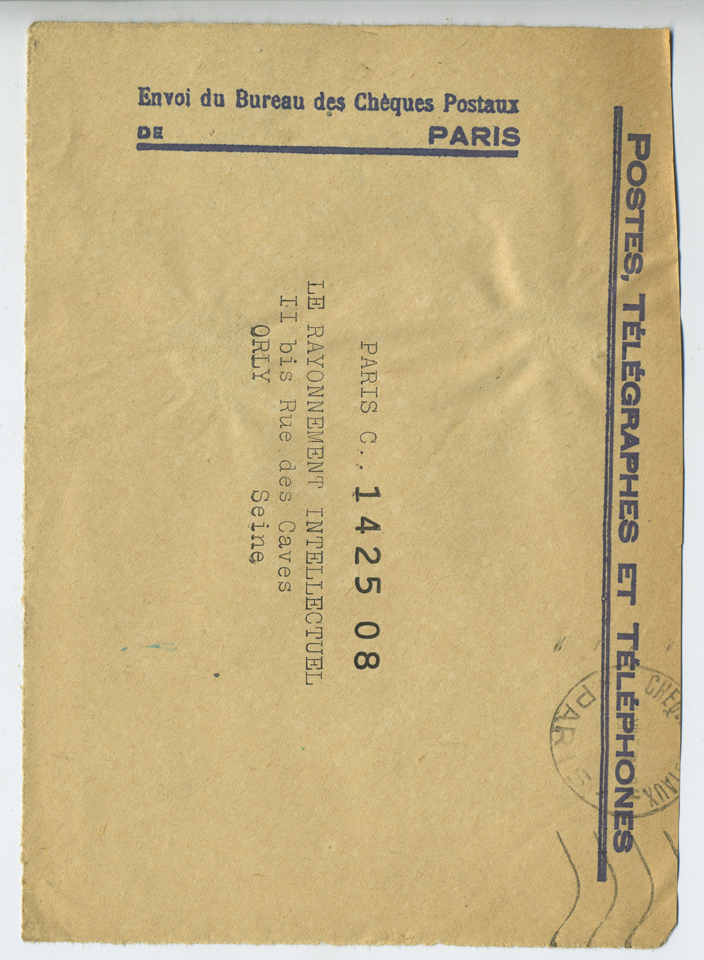 Envoi du Bureau des Chèques Postaux
DE PARIS
POSTES, TÉLÉGRAPHES ET TÉLÉPHONES
PARIS C.. 1425 08
LE RAYONNEMENT INTELLECTUEL
II bis Rue des Caves
ORLY Seine
PARIS